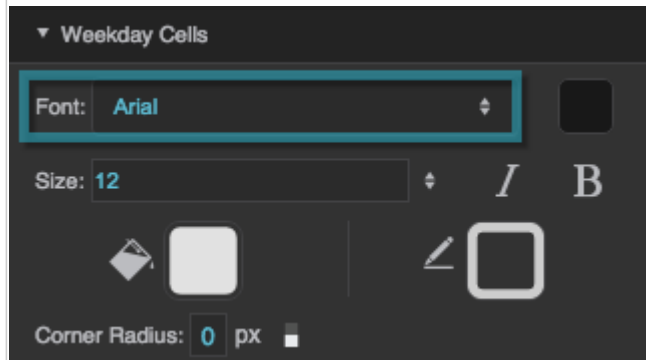 Weekday Cells
Font: Arial
Size: 12 I B
Corner Radius: 0 px